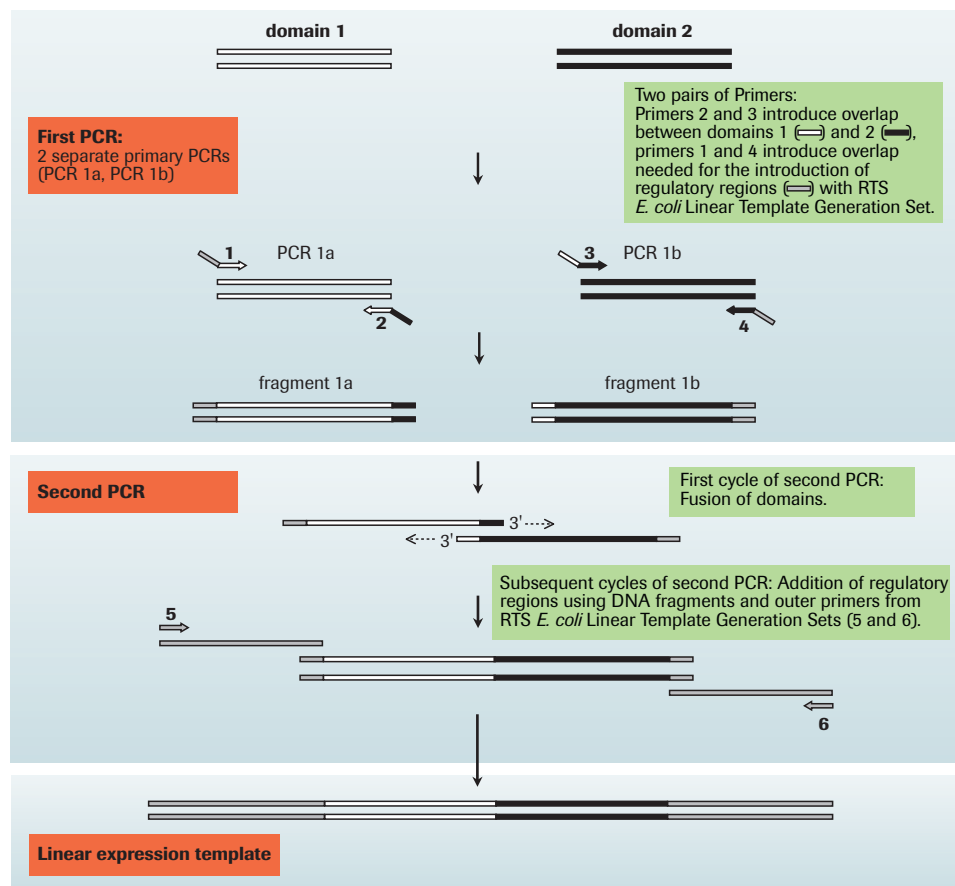 domain 1
domain 2
First PCR:
2 separate primary PCRs
(PCR 1a, PCR 1b)
Two pairs of Primers:
Primers 2 and 3 introduce overlap
between domains 1 ( ) and 2 ( ),
primers 1 and 4 introduce overlap
needed for the introduction of
regulatory regions ( ) with RTS
E. coli Linear Template Generation Set.
1
PCR 1a
3
PCR 1b
2
4
fragment 1a
fragment 1b
Second PCR
First cycle of second PCR:
Fusion of domains.
3'
3'
Subsequent cycles of second PCR: Addition of regulatory
regions using DNA fragments and outer primers from
RTS E. coli Linear Template Generation Sets (5 and 6).
5
6
Linear expression template